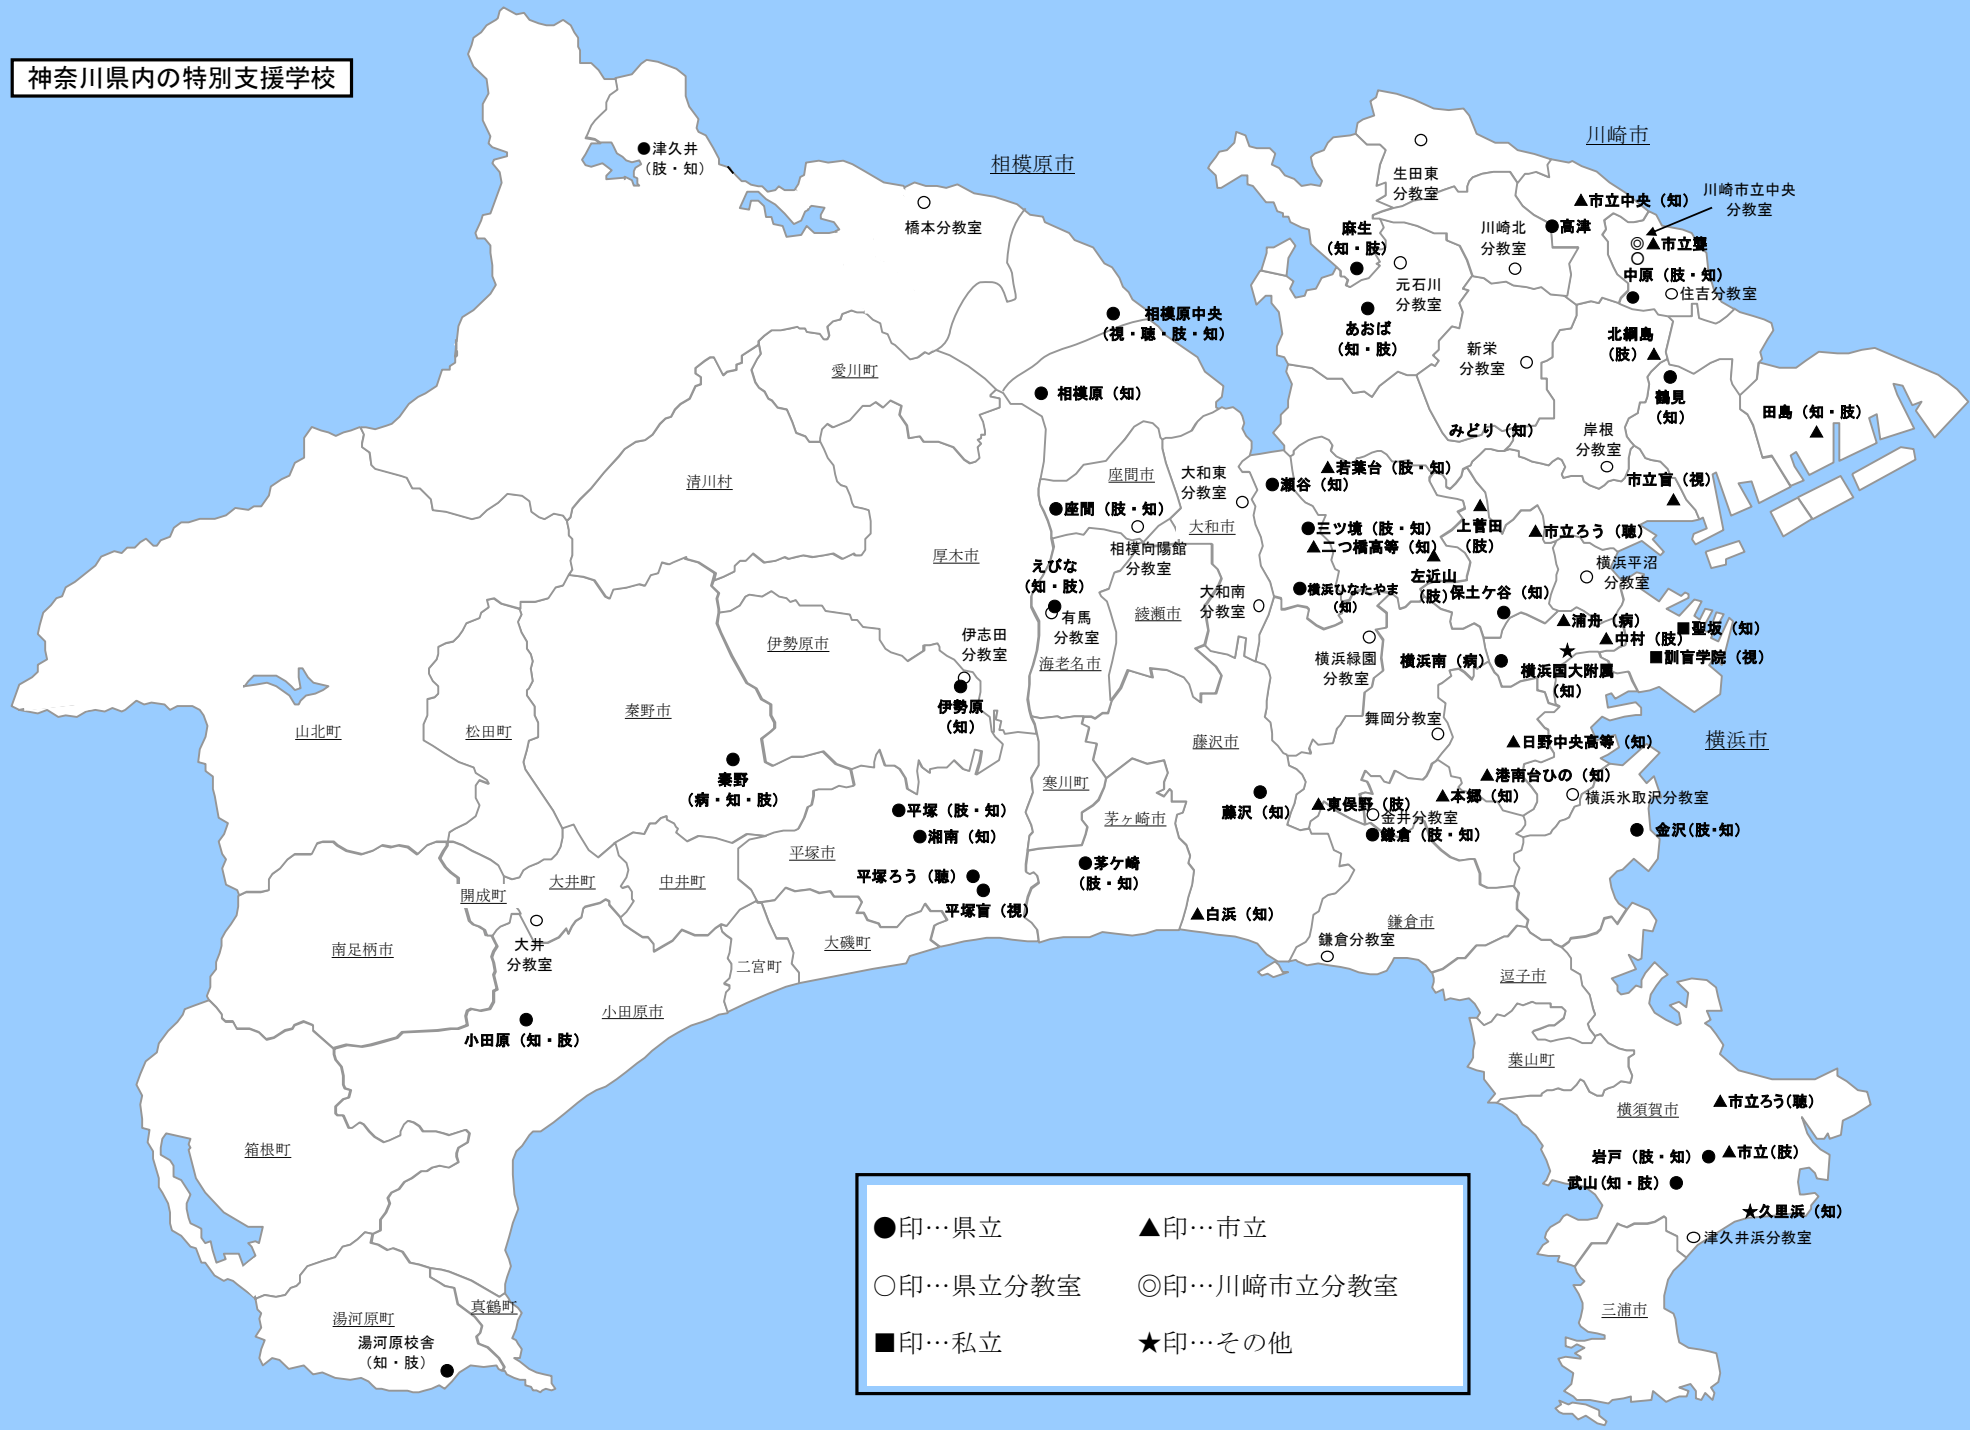 神奈川県内の特別支援学校
川崎市
相模原市
●津久井
（肢・知）
橋本分教室
生田東
分教室
川崎市立中央
分教室
▲市立中央（知）
麻生
（知・肢）
川崎北
分教室
●高津
◎▲市立聾
中原（肢・知）
元石川
分教室
住吉分教室
相模原中央
（視・聴・肢・知）
あおば
（知・肢）
新栄
分教室
北綱島
（肢）
愛川町
相模原（知）
鶴見
（知）
田島（知・肢）
みどり（知）
岸根
分教室
清川村
座間市
大和東
分教室
▲若葉台（肢・知）
●瀬谷（知）
市立盲（視）
●座間（肢・知）
大和市
●三ツ境（肢・知）
上菅田
（肢）
▲市立ろう（聴）
▲二つ橋高等（知）
厚木市
相模向陽館
分教室
えびな
（知・肢）
左近山
（肢）
横浜平沼
分教室
大和南
分教室
●横浜ひなたやま
（知）
保土ケ谷（知）
有馬
分教室
綾瀬市
▲浦舟（病）
■聖坂（知）
▲中村（肢）
伊勢原市
伊志田
分教室
海老名市
横浜緑園
分教室
横浜南（病）
■訓盲学院（視）
横浜国大附属
（知）
伊勢原
（知）
秦野市
山北町
松田町
舞岡分教室
藤沢市
▲日野中央高等（知）
横浜市
秦野
（病・知・肢）
寒川町
▲港南台ひの（知）
●平塚（肢・知）
藤沢（知）
▲東俣野（肢）
▲本郷（知）
横浜氷取沢分教室
茅ヶ崎市
金井分教室
●湘南（知）
●鎌倉（肢・知）
金沢（肢・知）
平塚市
●茅ケ崎
（肢・知）
平塚ろう（聴）
開成町
大井町
中井町
平塚盲（視）
▲白浜（知）
鎌倉市
大井
分教室
南足柄市
大磯町
鎌倉分教室
二宮町
逗子市
小田原市
小田原（知・肢）
葉山町
横須賀市
▲市立ろう（聴）
箱根町
岩戸（肢・知）
▲市立（肢）
武山（知・肢）
★久里浜（知）
津久井浜分教室
●印…県立
▲印…市立
○印…県立分教室
◎印…川崎市立分教室
■印…私立
★印…その他
真鶴町
湯河原町
湯河原校舎
（知・肢）
三浦市